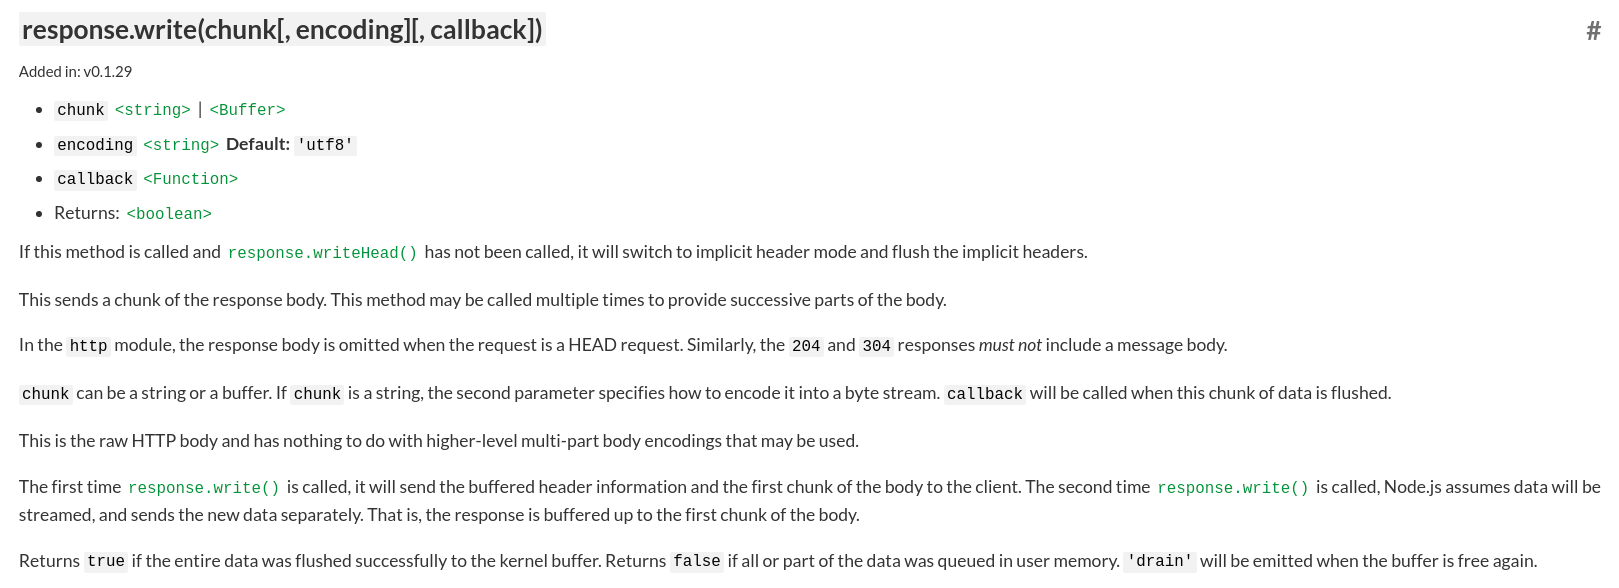 response.write(chunk[, encoding][, callback]) #
Added in: v0.1.29
• chunk <string> | <Buffer>
• encoding <string> Default: 'utf8'
• callback <Function>
• Returns: <boolean>
If this method is called and response.writeHead() has not been called, it will switch to implicit header mode and flush the implicit headers.
This sends a chunk of the response body. This method may be called multiple times to provide successive parts of the body.
In the http module, the response body is omitted when the request is a HEAD request. Similarly, the 204 and 304 responses must not include a message body.
chunk can be a string or a buffer. If chunk is a string, the second parameter specifies how to encode it into a byte stream. callback will be called when this chunk of data is flushed.
This is the raw HTTP body and has nothing to do with higher-level multi-part body encodings that may be used.
The first time response.write() is called, it will send the buffered header information and the first chunk of the body to the client. The second time response.write() is called, Node.js assumes data will be
streamed, and sends the new data separately. That is, the response is buffered up to the first chunk of the body.
Returns true if the entire data was flushed successfully to the kernel buffer. Returns false if all or part of the data was queued in user memory. 'drain' will be emitted when the buffer is free again.